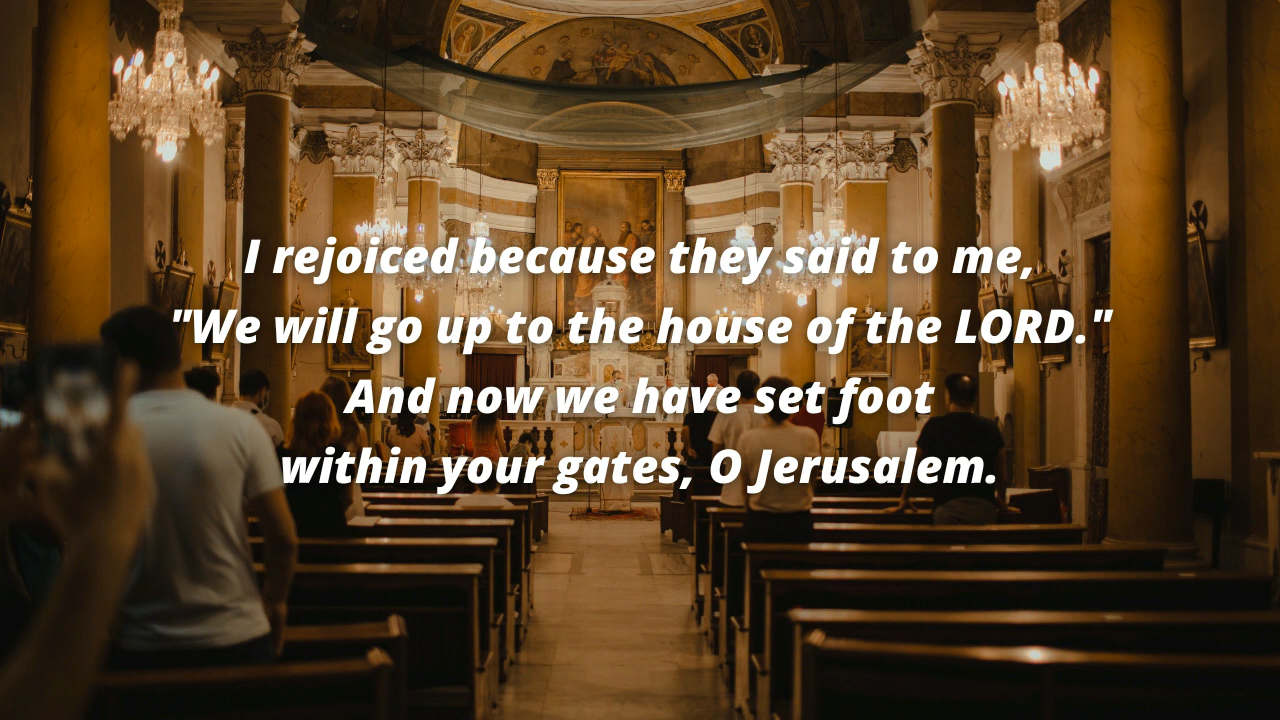 I rejoiced because they said to me,
"We will go up to the house of the LORD."
And now we have set foot
within your gates, O Jerusalem.